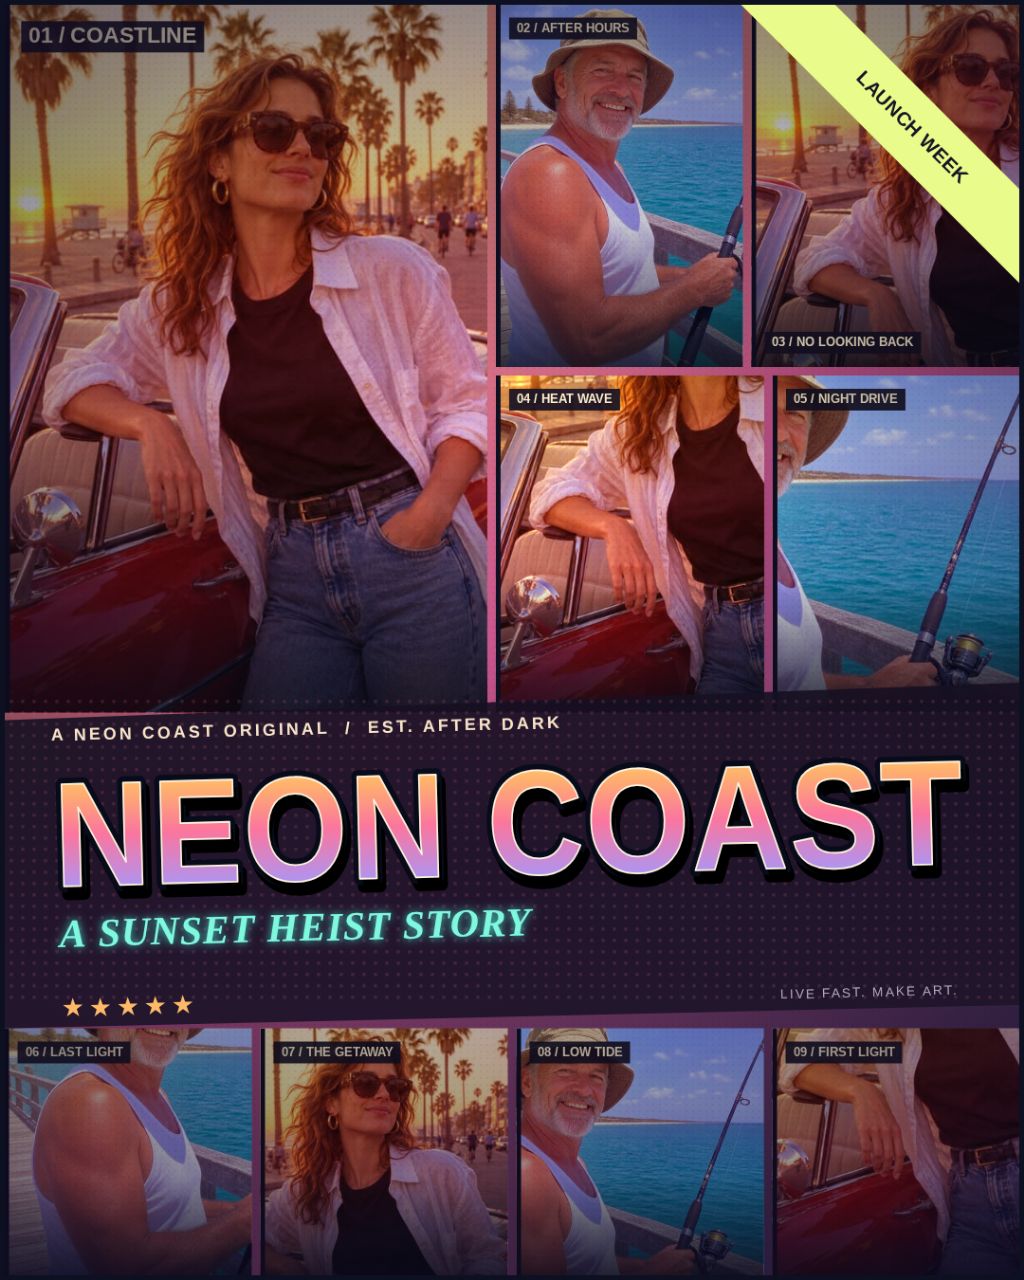 01 / COASTLINE
02 / AFTER HOURS
LAUNCH WEEK
03 / NO LOOKING BACK
04 / HEAT WAVE
05 / NIGHT DRIVE
A NEON COAST ORIGINAL / EST. AFTER DARK
NEON COAST
A SUNSET HEIST STORY
★★★★★
LIVE FAST. MAKE ART.
06 / LAST LIGHT
07 / THE GETAWAY
08 / LOW TIDE
09 / FIRST LIGHT